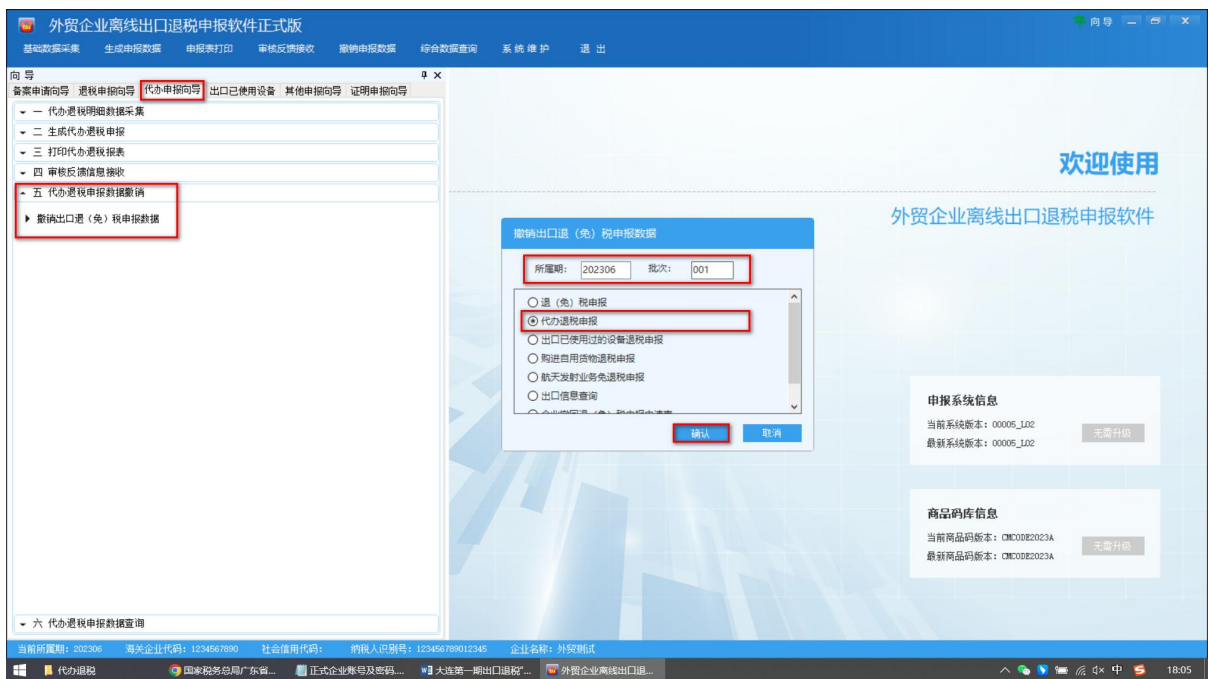 外贸企业离线出口退税申报软件正式版
向导
基础数据采集 生成申报数据 申报表打印 审核反馈接收 撤销申报数据 综合数据查询 系统维护 退出
向导
备案申请向导 退税申报向导 代办申报向导 出口已使用设备 其他申报向导 证明申报向导
一 代办退税明细数据采集
二 生成代办退税申报
三 打印代办退税报表
四 审核反馈信息接收
五 代办退税申报数据撤销
撤销出口退（免）税申报数据
六 代办退税申报数据查询
欢迎使用
外贸企业离线出口退税申报软件
撤销出口退（免）税申报数据
所属期: 202306 批次: 001
退（免）税申报
代办退税申报
出口已使用过的设备退税申报
购进自用货物退税申报
航天发射业务免退税申报
出口信息查询
确认 取消
申报系统信息
当前系统版本: 00005_L02
最新系统版本: 00005_L02
无需升级
商品码库信息
当前商品码版本: CMCODE2023A
最新商品码版本: CMCODE2023A
无需升级
当前所属期: 202306 海关企业代码: 1234567890 社会信用代码: 纳税人识别号: 123456789012345 企业名称: 外贸测试
代办退税 国家税务总局广东省... 正式企业账号及密码.... 大连第一期出口退税"... 外贸企业离线出口退...
中 18:05